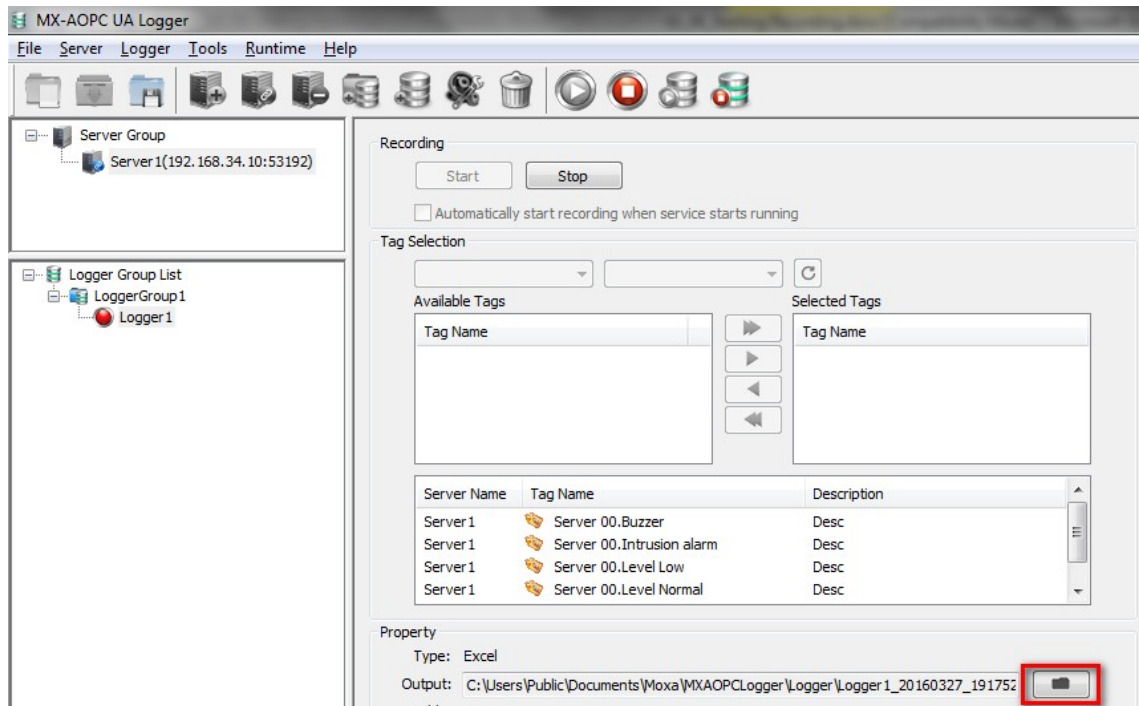 MX-AOPC UA Logger
File Server Logger Tools Runtime Help
Server Group
Server1(192.168.34.10:53192)
Logger Group List
LoggerGroup1
Logger1
Recording
Start Stop
Automatically start recording when service starts running
Tag Selection
Available Tags Selected Tags
Tag Name Tag Name
Server Name Tag Name Description
Server1 Server 00.Buzzer Desc
Server1 Server 00.Intrusion alarm Desc
Server1 Server 00.Level Low Desc
Server1 Server 00.Level Normal Desc
Property
Type: Excel
Output: C:\Users\Public\Documents\Moxa\MXAOPCLogger\Logger\Logger1_20160327_191752